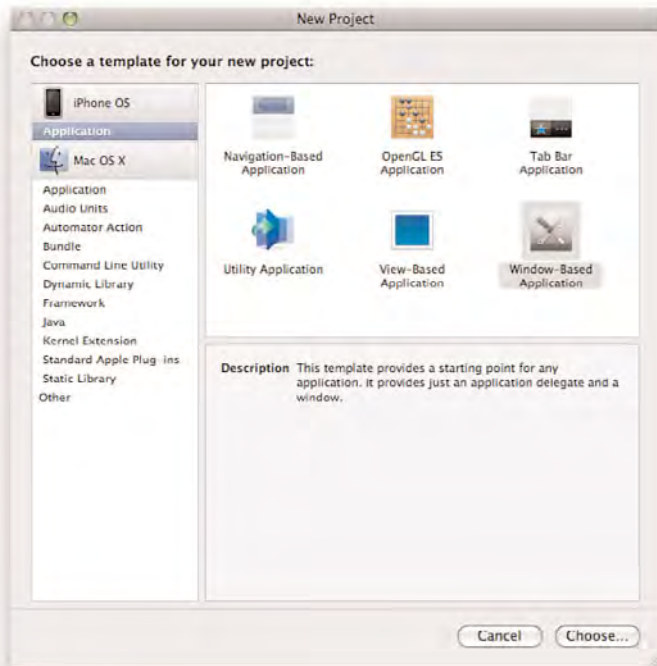 New Project
Choose a template for your new project:
iPhone OS
Application
Mac OS X
Application
Audio Units
Automator Action
Bundle
Command Line Utility
Dynamic Library
Framework
Java
Kernel Extension
Standard Apple Plug-ins
Static Library
Other
Navigation-Based
Application
OpenGL ES
Application
Tab Bar
Application
Utility Application
View-Based
Application
Window-Based
Application
Description This template provides a starting point for any
application. It provides just an application delegate and a
window.
Cancel
Choose...